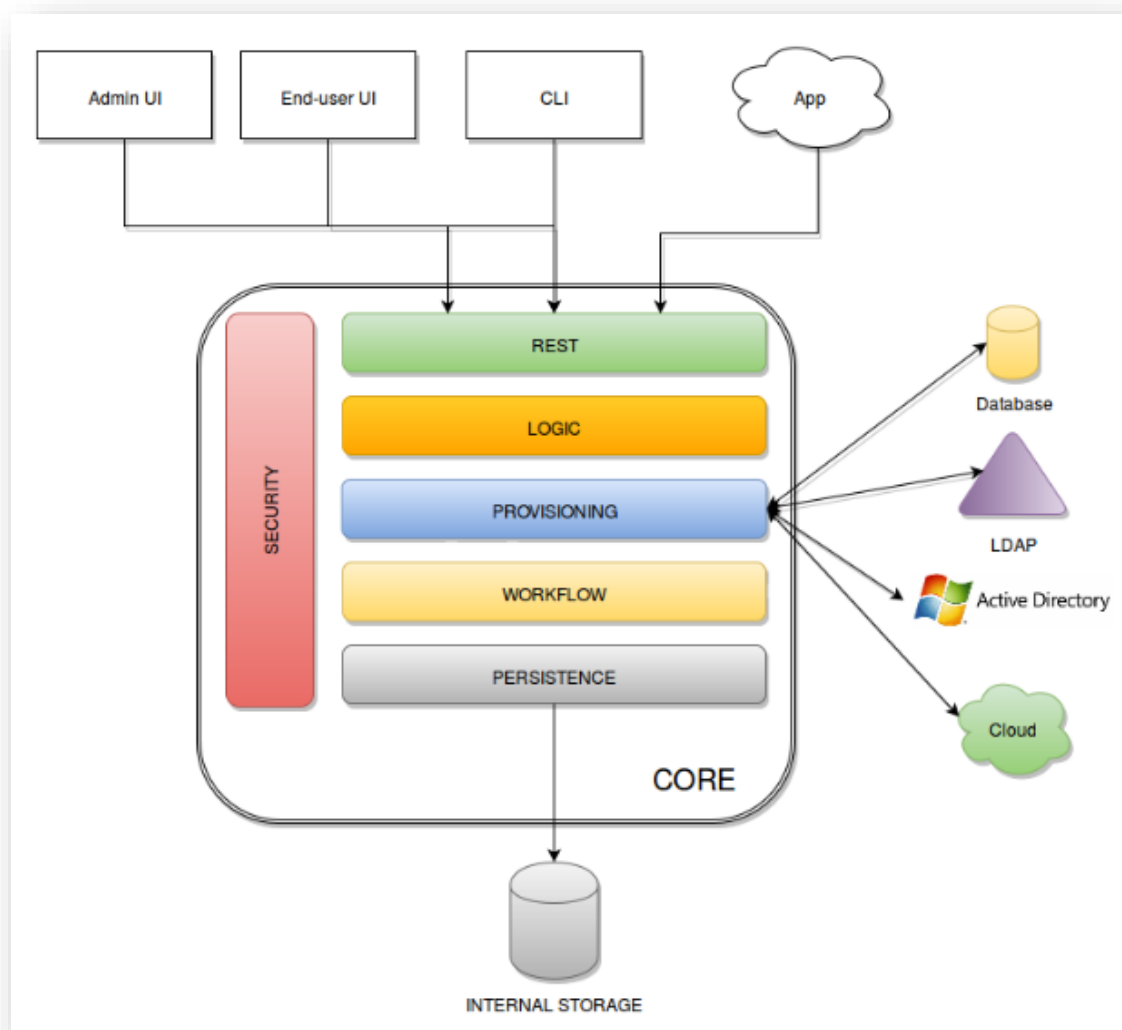 Admin UI
End-user UI
CLI
App
REST
LOGIC
SECURITY
PROVISIONING
WORKFLOW
PERSISTENCE
CORE
Database
LDAP
Active Directory
Cloud
INTERNAL STORAGE